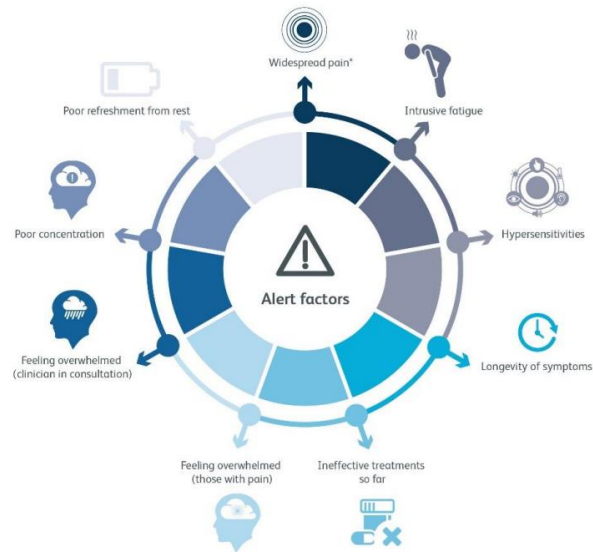 Widespread pain*
Intrusive fatigue
Hypersensitivities
Longevity of symptoms
Ineffective treatments
so far
Feeling overwhelmed
(those with pain)
Feeling overwhelmed
(clinician in consultation)
Poor concentration
Poor refreshment from rest
Alert factors